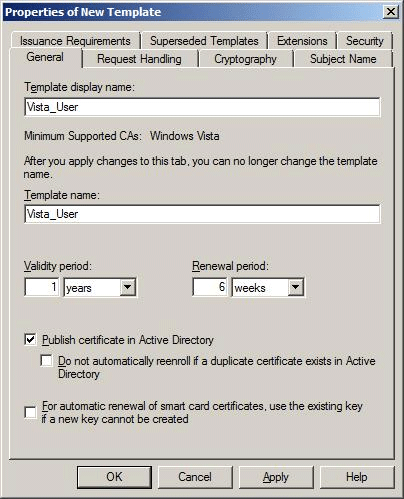 Properties of New Template
Issuance Requirements Superseded Templates Extensions Security
General Request Handling Cryptography Subject Name
Template display name:
Vista_User
Minimum Supported CAs: Windows Vista
After you apply changes to this tab, you can no longer change the template
name.
Template name:
Vista_User
Validity period: Renewal period:
1 years 6 weeks
Publish certificate in Active Directory
Do not automatically reenroll if a duplicate certificate exists in Active
Directory
For automatic renewal of smart card certificates, use the existing key
if a new key cannot be created
OK Cancel Apply Help